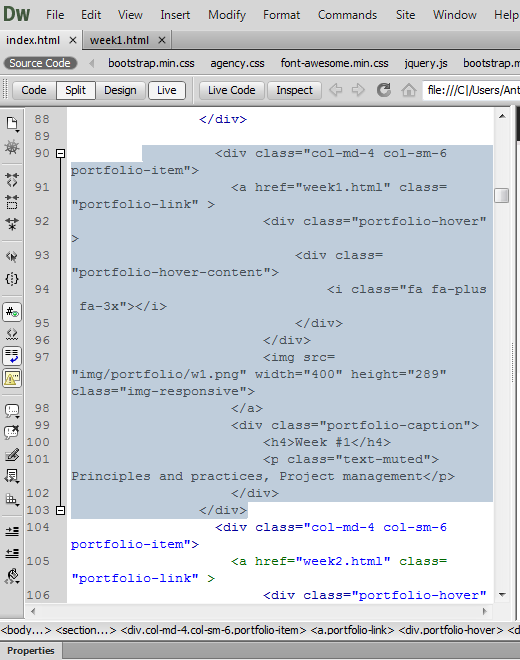 Dw File Edit View Insert Modify Format Commands Site Window Help
index.html × week1.html ×
Source Code bootstrap.min.css agency.css font-awesome.min.css jquery.js bootstrap.m
Code Split Design Live Live Code Inspect file:///C|/Users/Ant
88 </div>
89
90 <div class="col-md-4 col-sm-6
portfolio-item">
91 <a href="week1.html" class=
"portfolio-link" >
92 <div class="portfolio-hover"
>
93 <div class=
"portfolio-hover-content">
94 <i class="fa fa-plus
fa-3x"></i>
95 </div>
96 </div>
97 <img src=
"img/portfolio/w1.png" width="400" height="289"
class="img-responsive">
98 </a>
99 <div class="portfolio-caption">
100 <h4>Week #1</h4>
101 <p class="text-muted">
Principles and practices, Project management</p>
102 </div>
103 </div>
104 <div class="col-md-4 col-sm-6
portfolio-item">
105 <a href="week2.html" class=
"portfolio-link" >
106 <div class="portfolio-hover"
<body...> <section...> <div.col-md-4.col-sm-6.portfolio-item> <a.portfolio-link> <div.portfolio-hover> <d
Properties